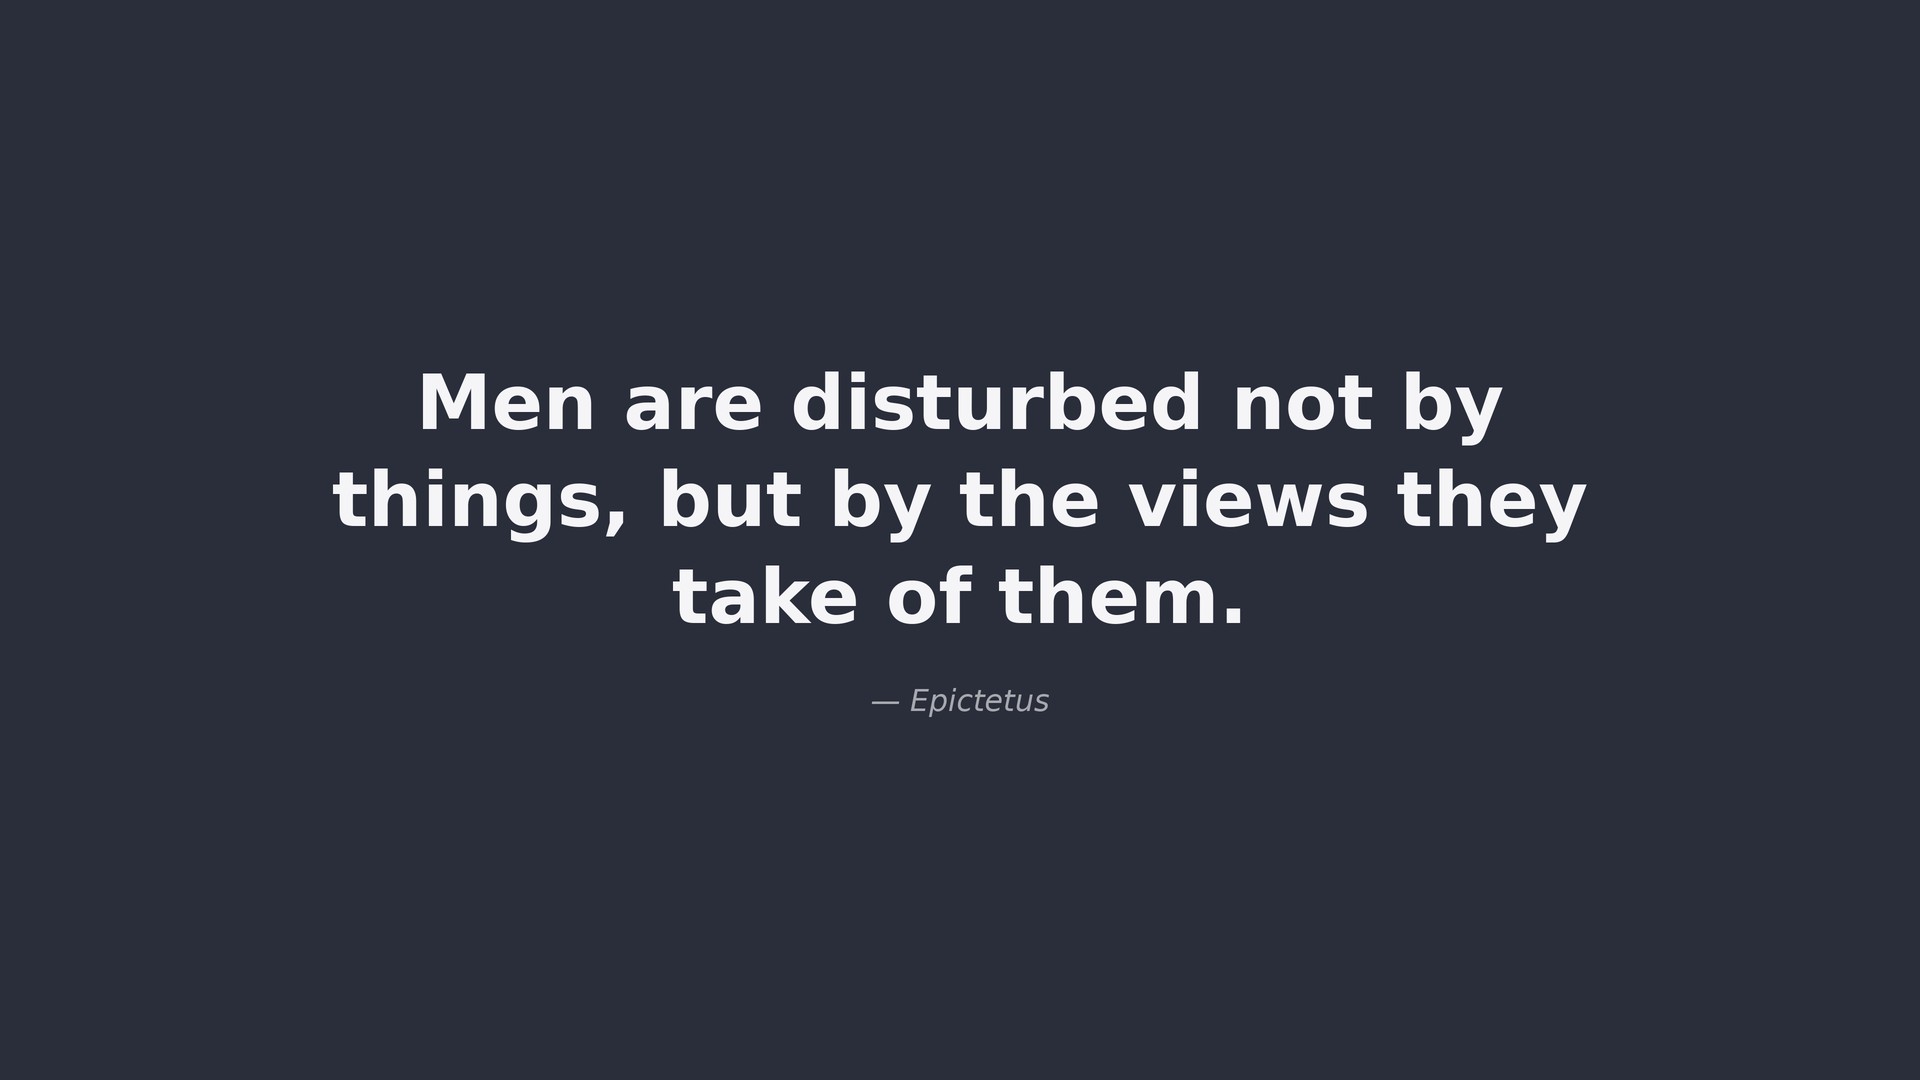 Men are disturbed not by
things, but by the views they
take of them.
— Epictetus